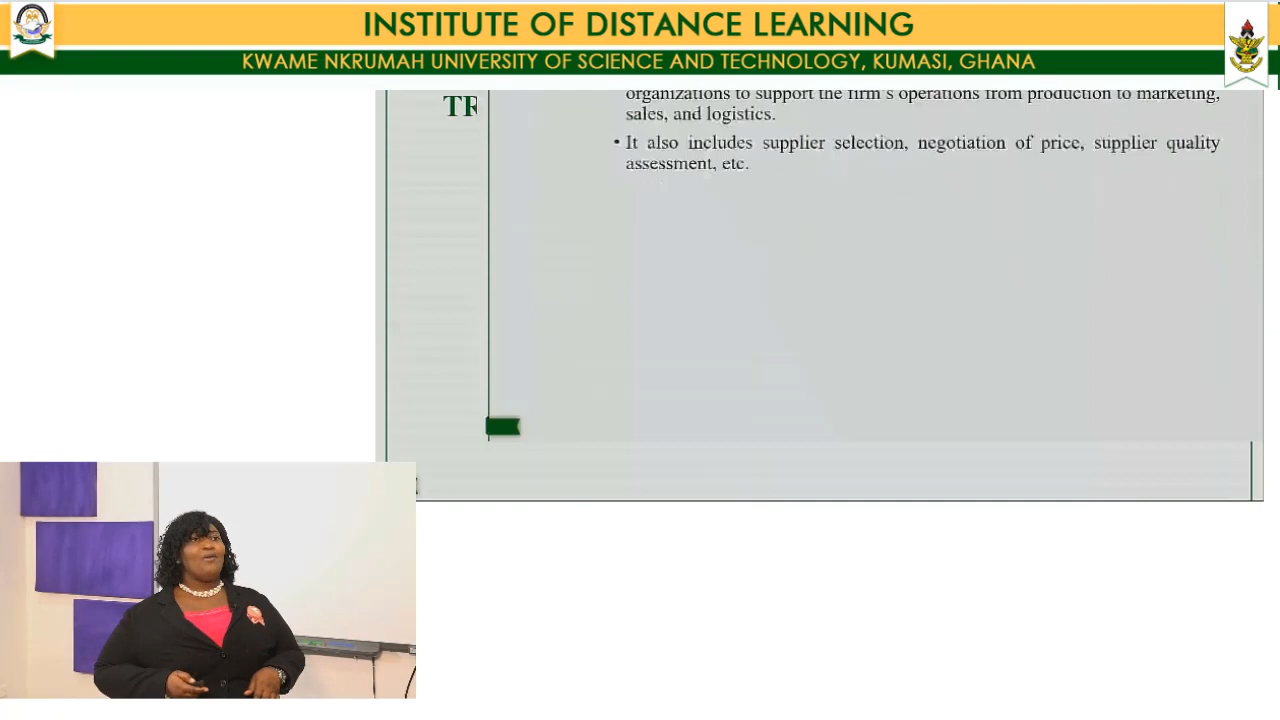 INSTITUTE OF DISTANCE LEARNING
KWAME NKRUMAH UNIVERSITY OF SCIENCE AND TECHNOLOGY, KUMASI, GHANA
TR
organizations to support the firm's operations from production to marketing,
sales, and logistics.
• It also includes supplier selection, negotiation of price, supplier quality
assessment, etc.